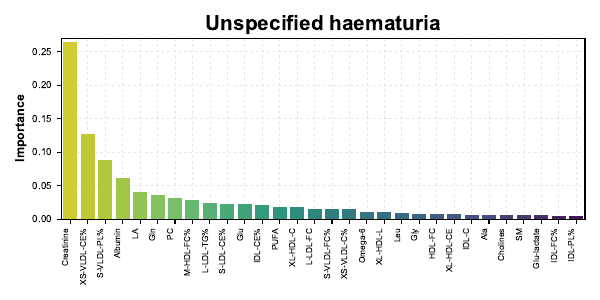 Unspecified haematuria
Importance
0.25
0.20
0.15
0.10
0.05
0.00
Creatinine
XS-VLDL-CE%
S-VLDL-PL%
Albumin
LA
Gln
PC
M-HDL-FC%
L-LDL-TG%
S-LDL-CE%
Glu
IDL-CE%
PUFA
XL-HDL-C
L-LDL-FC
S-VLDL-FC%
XS-VLDL-C%
Omega-6
XL-HDL-L
Leu
Gly
HDL-FC
XL-HDL-CE
IDL-C
Ala
Cholines
SM
Glu-lactate
IDL-FC%
IDL-PL%